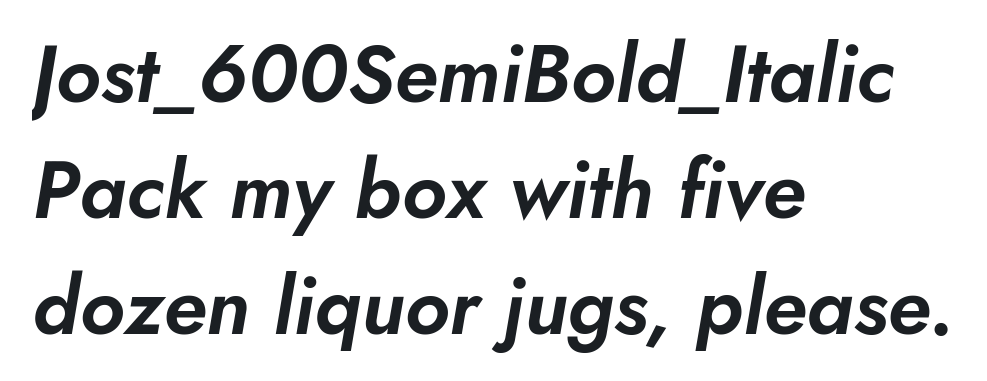 Jost_600SemiBold_Italic
Pack my box with five
dozen liquor jugs, please.